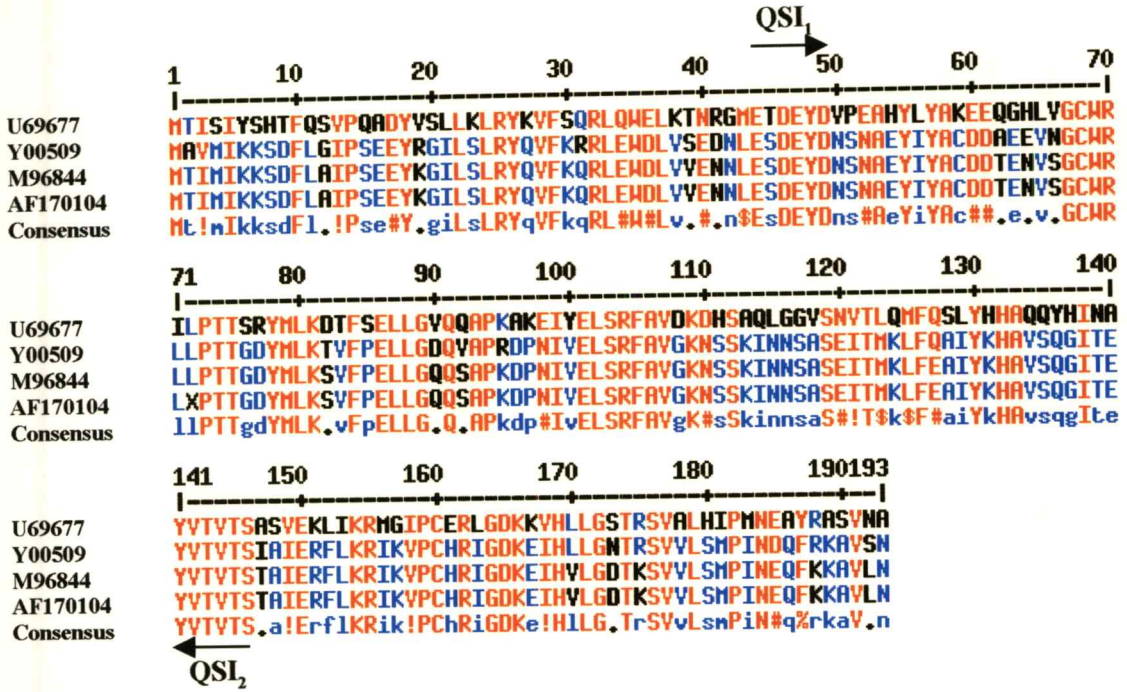 QSI₁
1 10 20 30 40 50 60 70
|--------+---------+---------+---------+---------+---------+---------|
U69677 MTISIYSHTFQSVPQADYVSLLKLRYKVFSQRLQWELKTNRGMETDEYDVPEAHYLYAKEEQGHLVGCWR
Y00509 MAVMIKKSDFLGIPSEEYRGILSLRYQVFKRRLEWDLVSEDNLESDEYDNSNAEYIYACDDAEEVNGCWR
M96844 MTIMIKKSDFLAIPSEEYKGILSLRYQVFKQRLEWDLVVENNLESDEYDNSNAEYIYACDDTENVSGCWR
AF170104 MTIMIKKSDFLAIPSEEYKGILSLRYQVFKQRLEWDLVVENNLESDEYDNSNAEYIYACDDTENVSGCWR
Consensus Mt!mIkksdFl.!Pse#Y.giLsLRYqVFkqRL#W#Lv.#.n$EsDEYDns#AeYiYAc##.e.v.GCWR
71 80 90 100 110 120 130 140
|--------+---------+---------+---------+---------+---------+---------|
U69677 ILPTTSRYMLKDTFSELLGVQQAPKAKEIYELSRFAVDKDHSAQLGGVSNVTLQMFQSLYHHAQQYHINA
Y00509 LLPTTGDYMLKTVFPELLGDQVAPRDPNIVELSRFAVGKNSSKINNSASEITMKLFQAIYKHAVSQGITE
M96844 LLPTTGDYMLKSVFPELLGQQSAPKDPNIVELSRFAVGKNSSKINNSASEITMKLFEAIYKHAVSQGITE
AF170104 LXPTTGDYMLKSVFPELLGQQSAPKDPNIVELSRFAVGKNSSKINNSASEITMKLFEAIYKHAVSQGITE
Consensus llPTTgdYMLK.vFpELLG.Q.APkdp#IvELSRFAVgK#sSkinnsaS#!T$k$F#aiYkHAvsqgIte
141 150 160 170 180 190193
|--------+---------+---------+---------+---------+--|
U69677 YVTVTSASVEKLIKRMGIPCERLGDKKVHLLGSTRSVALHIPMNEAYRASVNA
Y00509 YVTVTSIAIERFLKRIKVPCHRIGDKEIHLLGNTRSVVLSMPINDQFRKAVSN
M96844 YVTVTSTAIERFLKRIKVPCHRIGDKEIHVLGDTKSVVLSMPINEQFKKAVLN
AF170104 YVTVTSTAIERFLKRIKVPCHRIGDKEIHVLGDTKSVVLSMPINEQFKKAVLN
Consensus YVTVTS.a!ErflKRik!PChRiGDKe!HlLG.TrSVvLsmPiN#q%rkaV.n
QSI₂